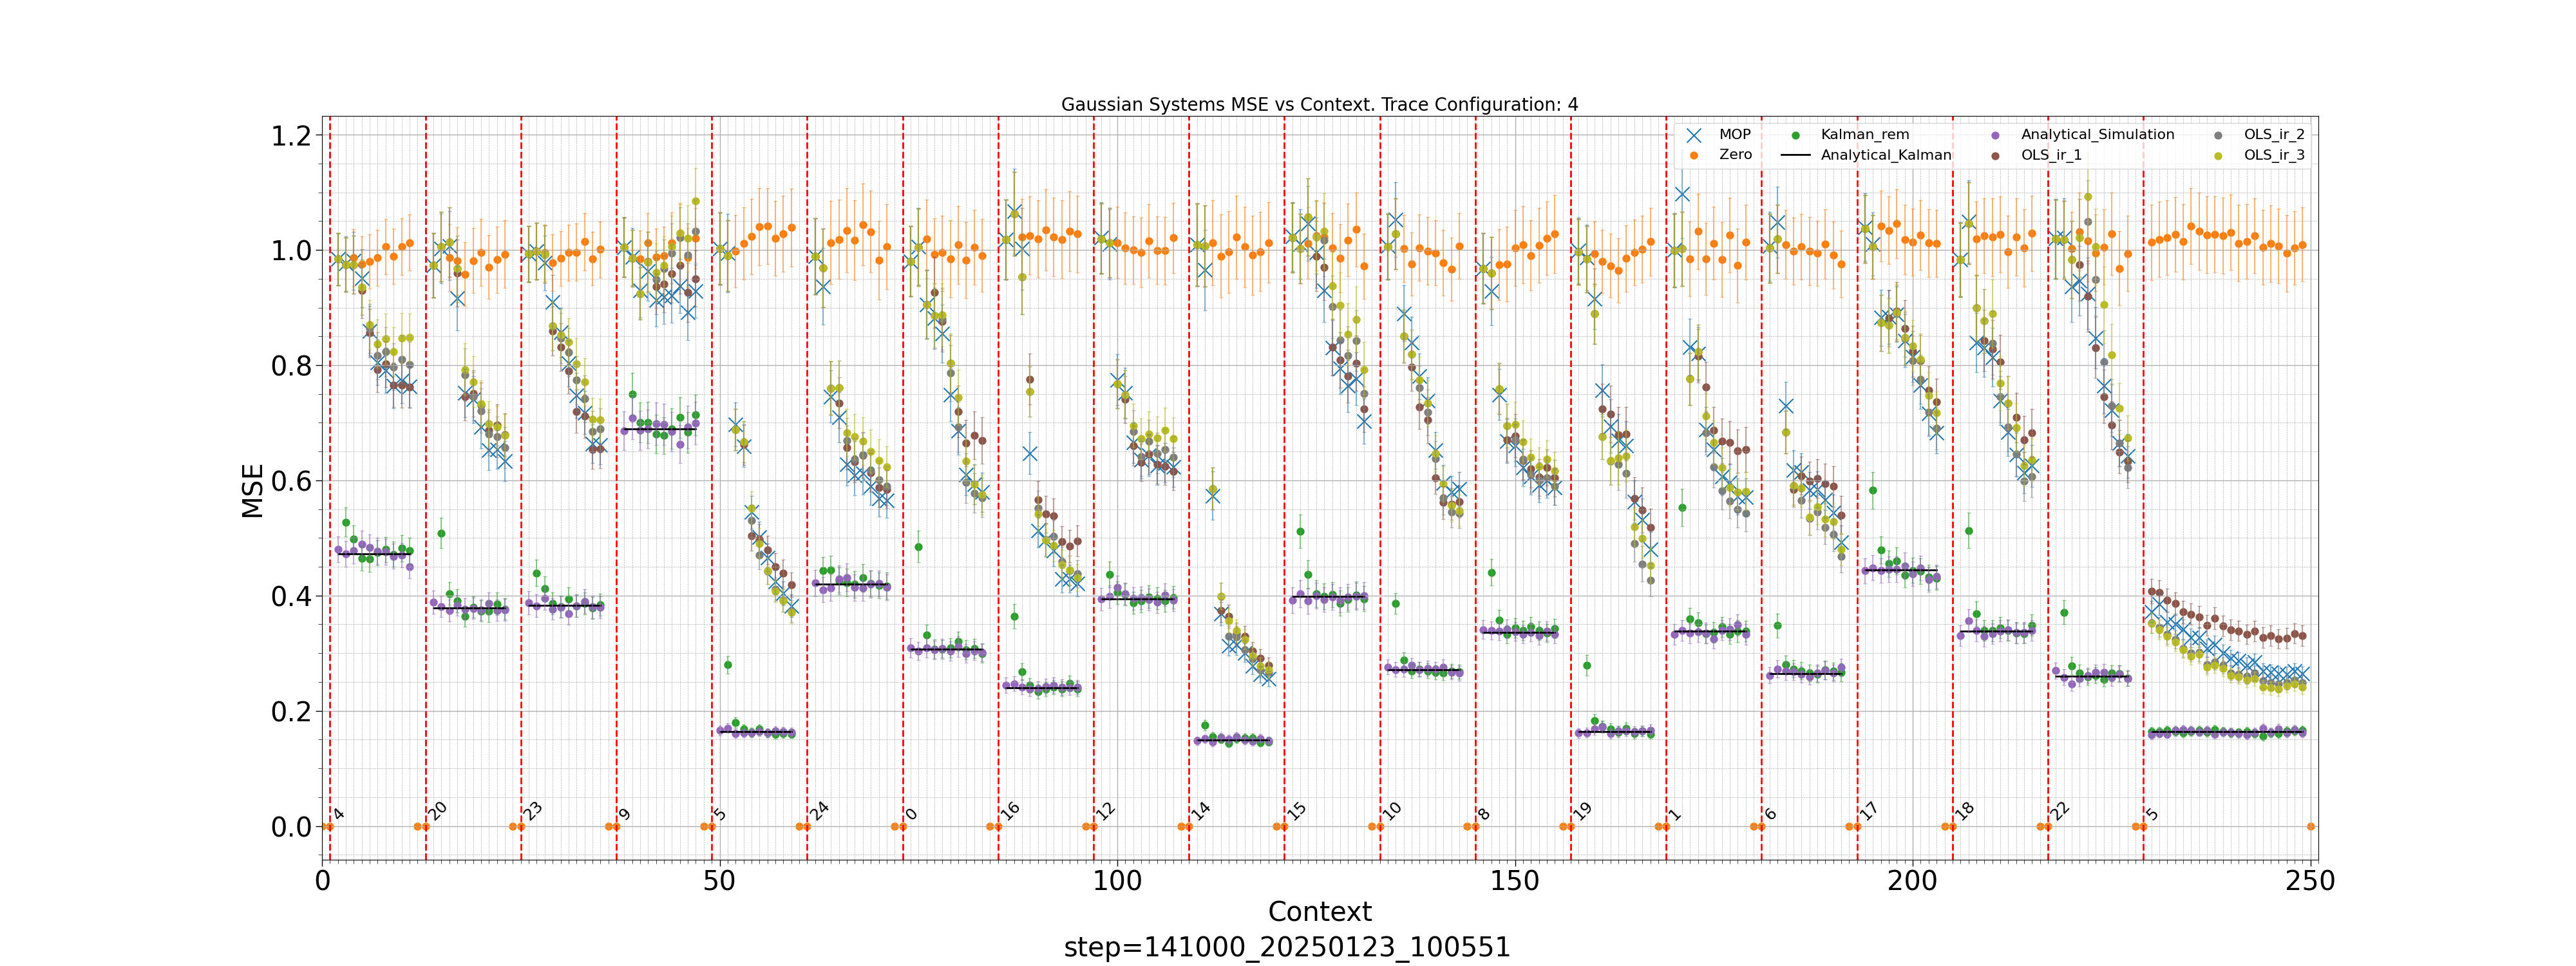 Gaussian Systems MSE vs Context. Trace Configuration: 4
MOP
Zero
Kalman_rem
Analytical_Kalman
Analytical_Simulation
OLS_ir_1
OLS_ir_2
OLS_ir_3
MSE
1.2
1.0
0.8
0.6
0.4
0.2
0.0
4 20 23 9 5 24 0 16 12 14 15 10 8 19 1 6 17 18 22 5
0 50 100 150 200 250
Context
step=141000_20250123_100551